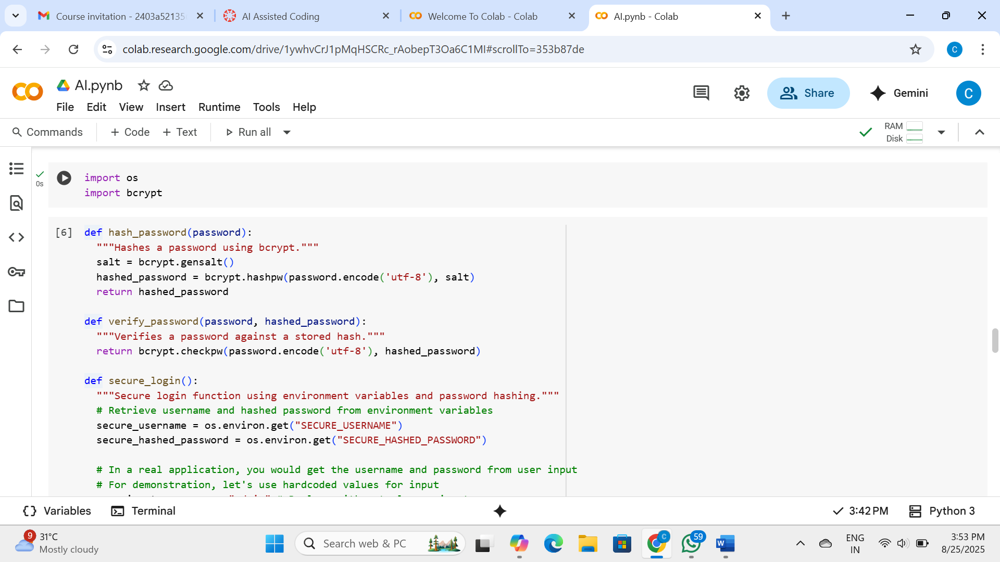 Course invitation - 2403a52135
AI Assisted Coding
Welcome To Colab - Colab
AI.pynb - Colab
colab.research.google.com/drive/1ywhvCrJ1pMqHSCRc_rAobepT3Oa6C1MI#scrollTo=353b87de
C
AI.pynb
File Edit View Insert Runtime Tools Help
Share
Gemini
C
Commands
+ Code + Text
Run all
RAM
Disk
0s
import os
import bcrypt
[6]
def hash_password(password):
"""Hashes a password using bcrypt."""
salt = bcrypt.gensalt()
hashed_password = bcrypt.hashpw(password.encode('utf-8'), salt)
return hashed_password
def verify_password(password, hashed_password):
"""Verifies a password against a stored hash."""
return bcrypt.checkpw(password.encode('utf-8'), hashed_password)
def secure_login():
"""Secure login function using environment variables and password hashing."""
# Retrieve username and hashed password from environment variables
secure_username = os.environ.get("SECURE_USERNAME")
secure_hashed_password = os.environ.get("SECURE_HASHED_PASSWORD")
# In a real application, you would get the username and password from user input
# For demonstration, let's use hardcoded values for input
Variables
Terminal
3:42 PM
Python 3
9
31°C
Mostly cloudy
Search web & PC
C
59
W
ENG
IN
3:53 PM
8/25/2025